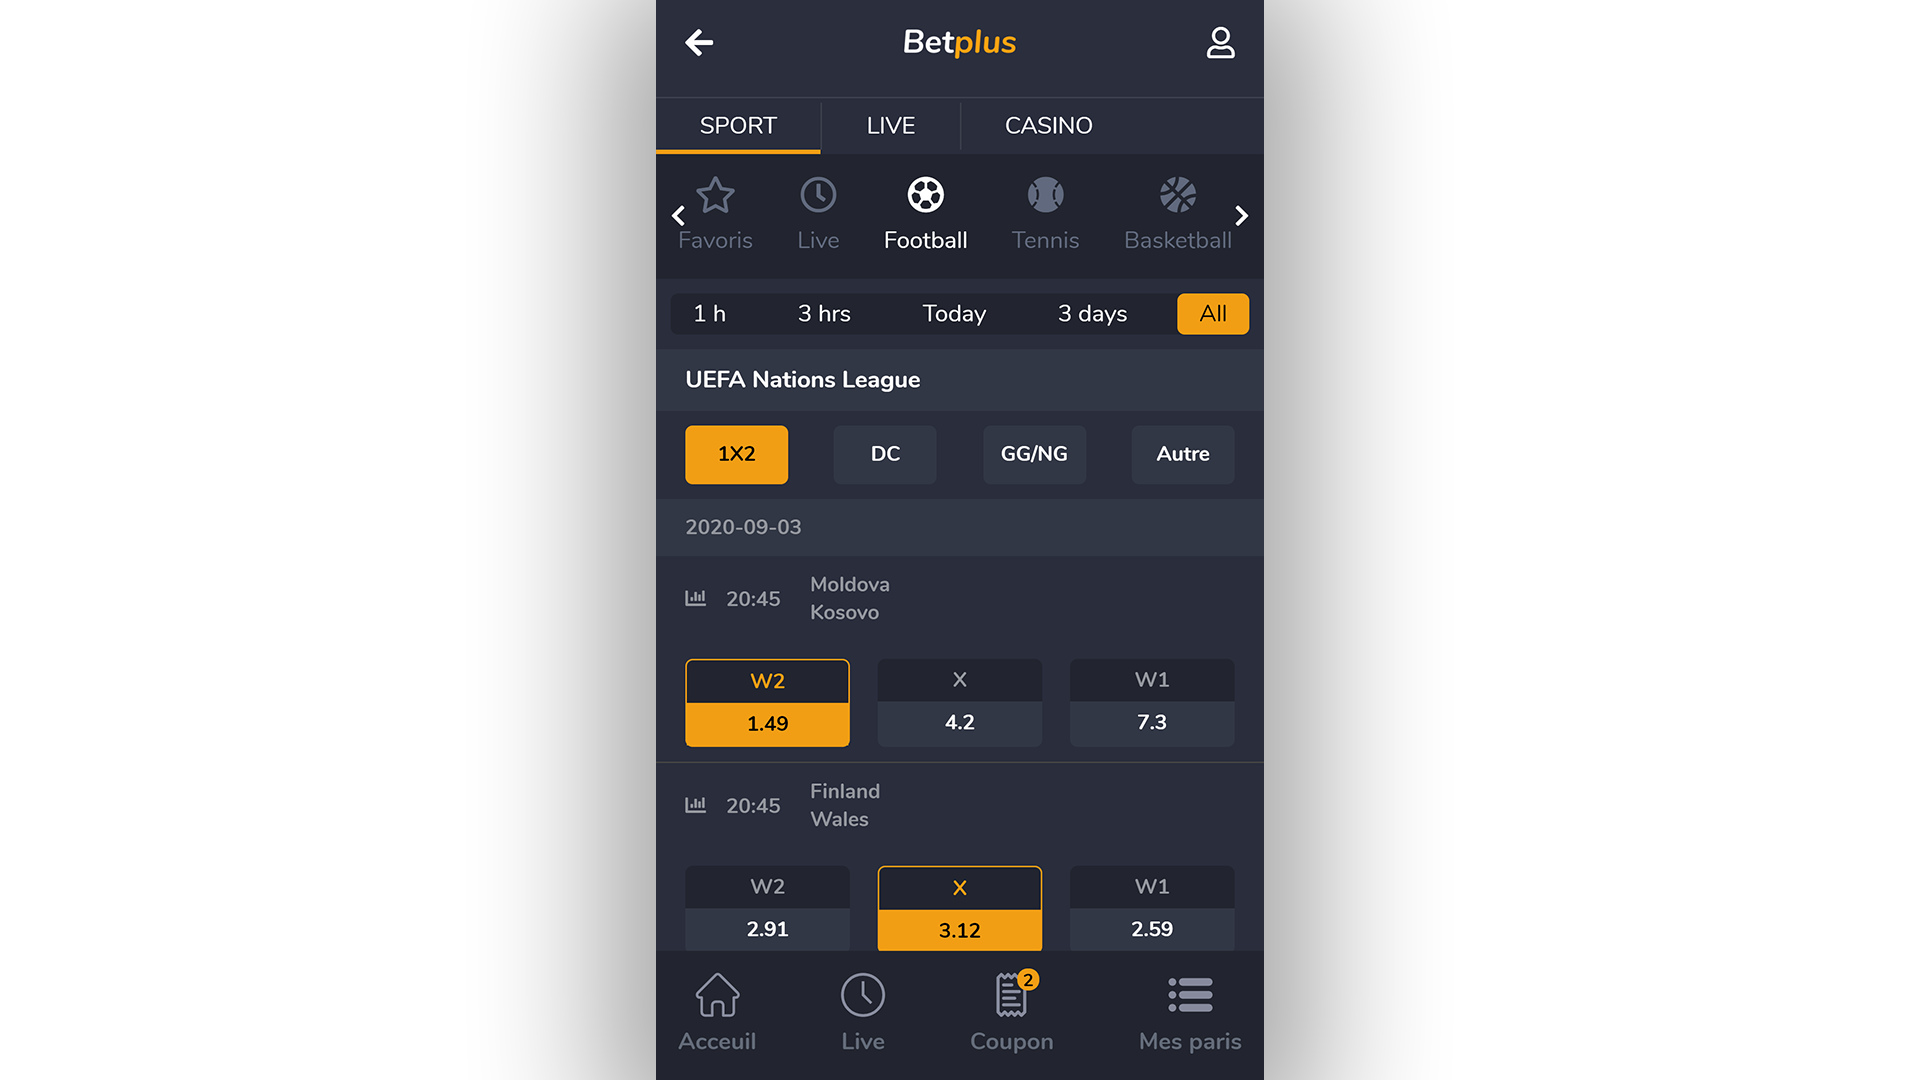 Betplus
SPORT LIVE CASINO
Favoris Live Football Tennis Basketball
1 h 3 hrs Today 3 days All
UEFA Nations League
1X2 DC GG/NG Autre
2020-09-03
20:45 Moldova
Kosovo
W2 X W1
1.49 4.2 7.3
20:45 Finland
Wales
W2 X W1
2.91 3.12 2.59
2
Acceuil Live Coupon Mes paris